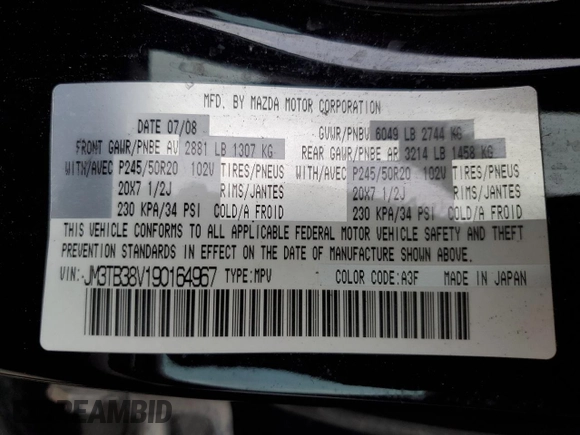 MFD. BY MAZDA MOTOR CORPORATION
DATE 07/08 GVWR/PNBV 6049 LB 2744 KG
FRONT GAWR/PNBE AV 2881 LB 1307 KG REAR GAWR/PNBE AR 3214 LB 1458 KG
WITH/AVEC P245/50R20 102V TIRES/PNEUS WITH/AVEC P245/50R20 102V TIRES/PNEUS
20X7 1/2J RIMS/JANTES 20X7 1/2J RIMS/JANTES
230 KPA/34 PSI COLD/A FROID 230 KPA/34 PSI COLD/A FROID
THIS VEHICLE CONFORMS TO ALL APPLICABLE FEDERAL MOTOR VEHICLE SAFETY AND THEFT
PREVENTION STANDARDS IN EFFECT ON THE DATE OF MANUFACTURE SHOWN ABOVE.
VIN: JM3TB38V190164967 TYPE: MPV COLOR CODE: A3F MADE IN JAPAN